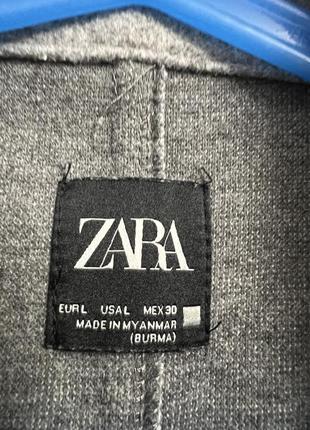 ZARA
EUR L USA L MEX 30
MADE IN MYANMAR
(BURMA)